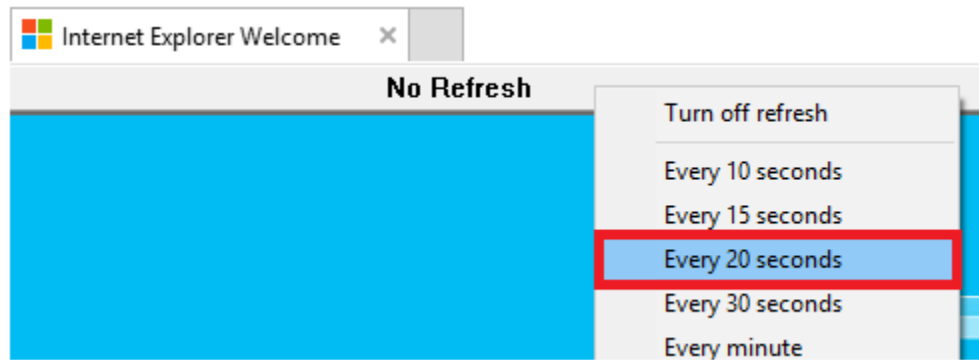 Internet Explorer Welcome
No Refresh
Turn off refresh
Every 10 seconds
Every 15 seconds
Every 20 seconds
Every 30 seconds
Every minute